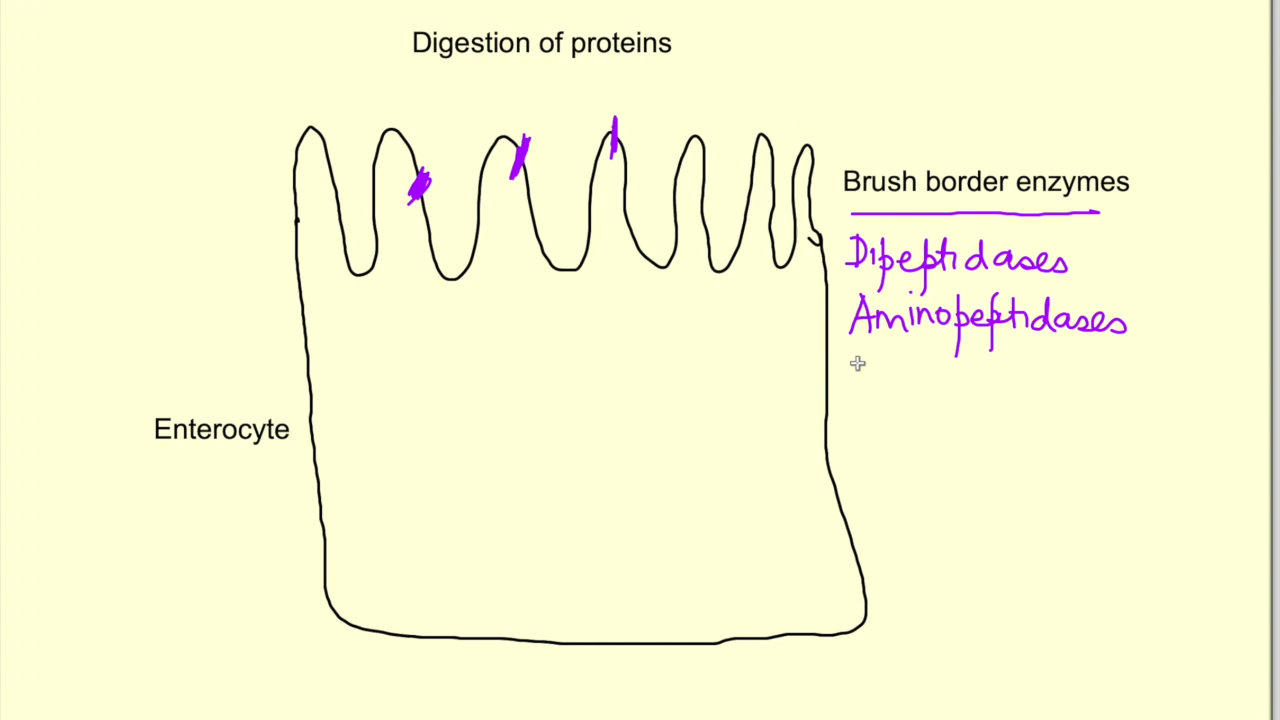 Digestion of proteins
Brush border enzymes
Dipeptidases
Aminopeptidases
Enterocyte